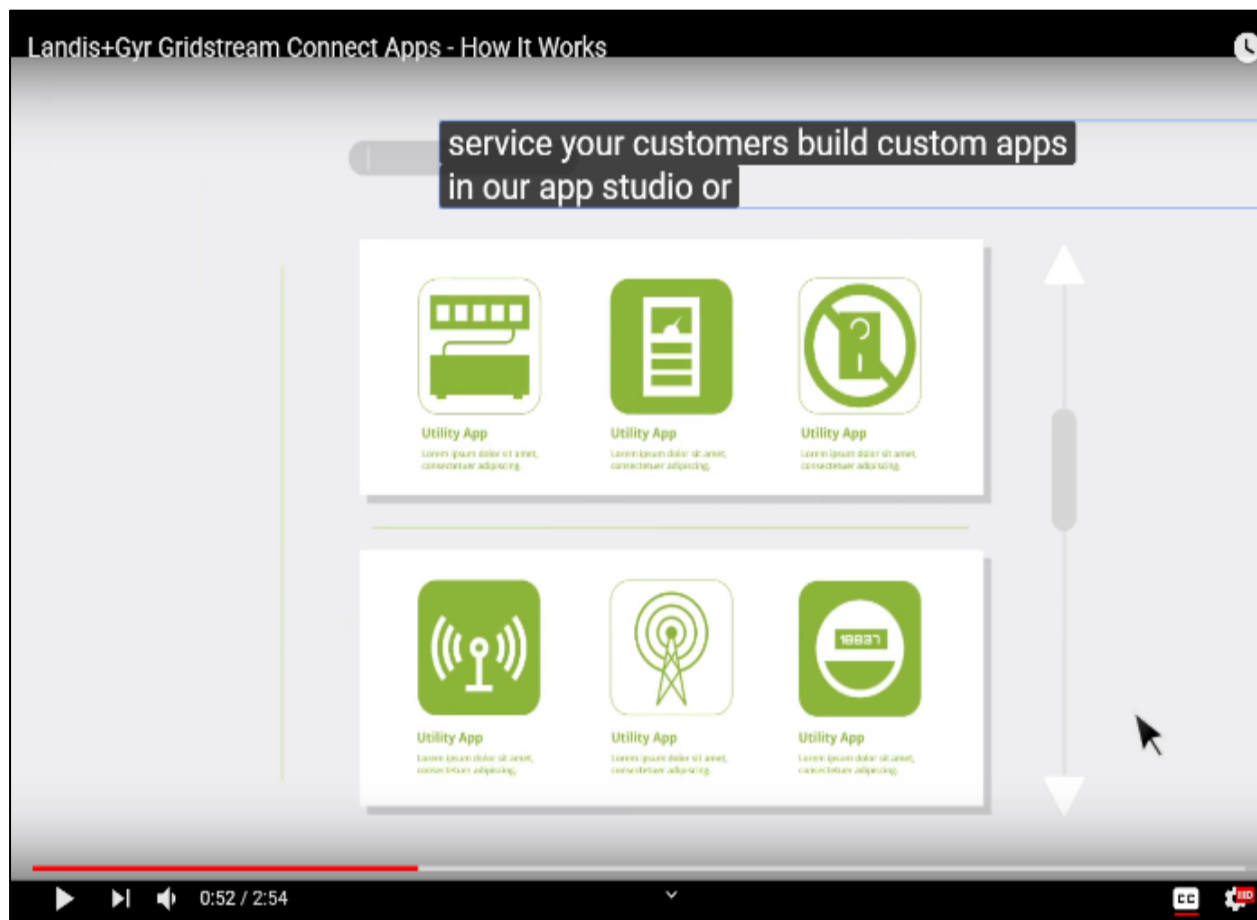 Landis+Gyr Gridstream Connect Apps - How It Works
service your customers build custom apps
in our app studio or
Utility App
Lorem ipsum dolor sit amet,
consectetuer adipiscing.
Utility App
Lorem ipsum dolor sit amet,
consectetuer adipiscing.
Utility App
Lorem ipsum dolor sit amet,
consectetuer adipiscing.
18837
Utility App
Lorem ipsum dolor sit amet,
consectetuer adipiscing.
Utility App
Lorem ipsum dolor sit amet,
consectetuer adipiscing.
Utility App
Lorem ipsum dolor sit amet,
consectetuer adipiscing.
0:52 / 2:54
CC
HD